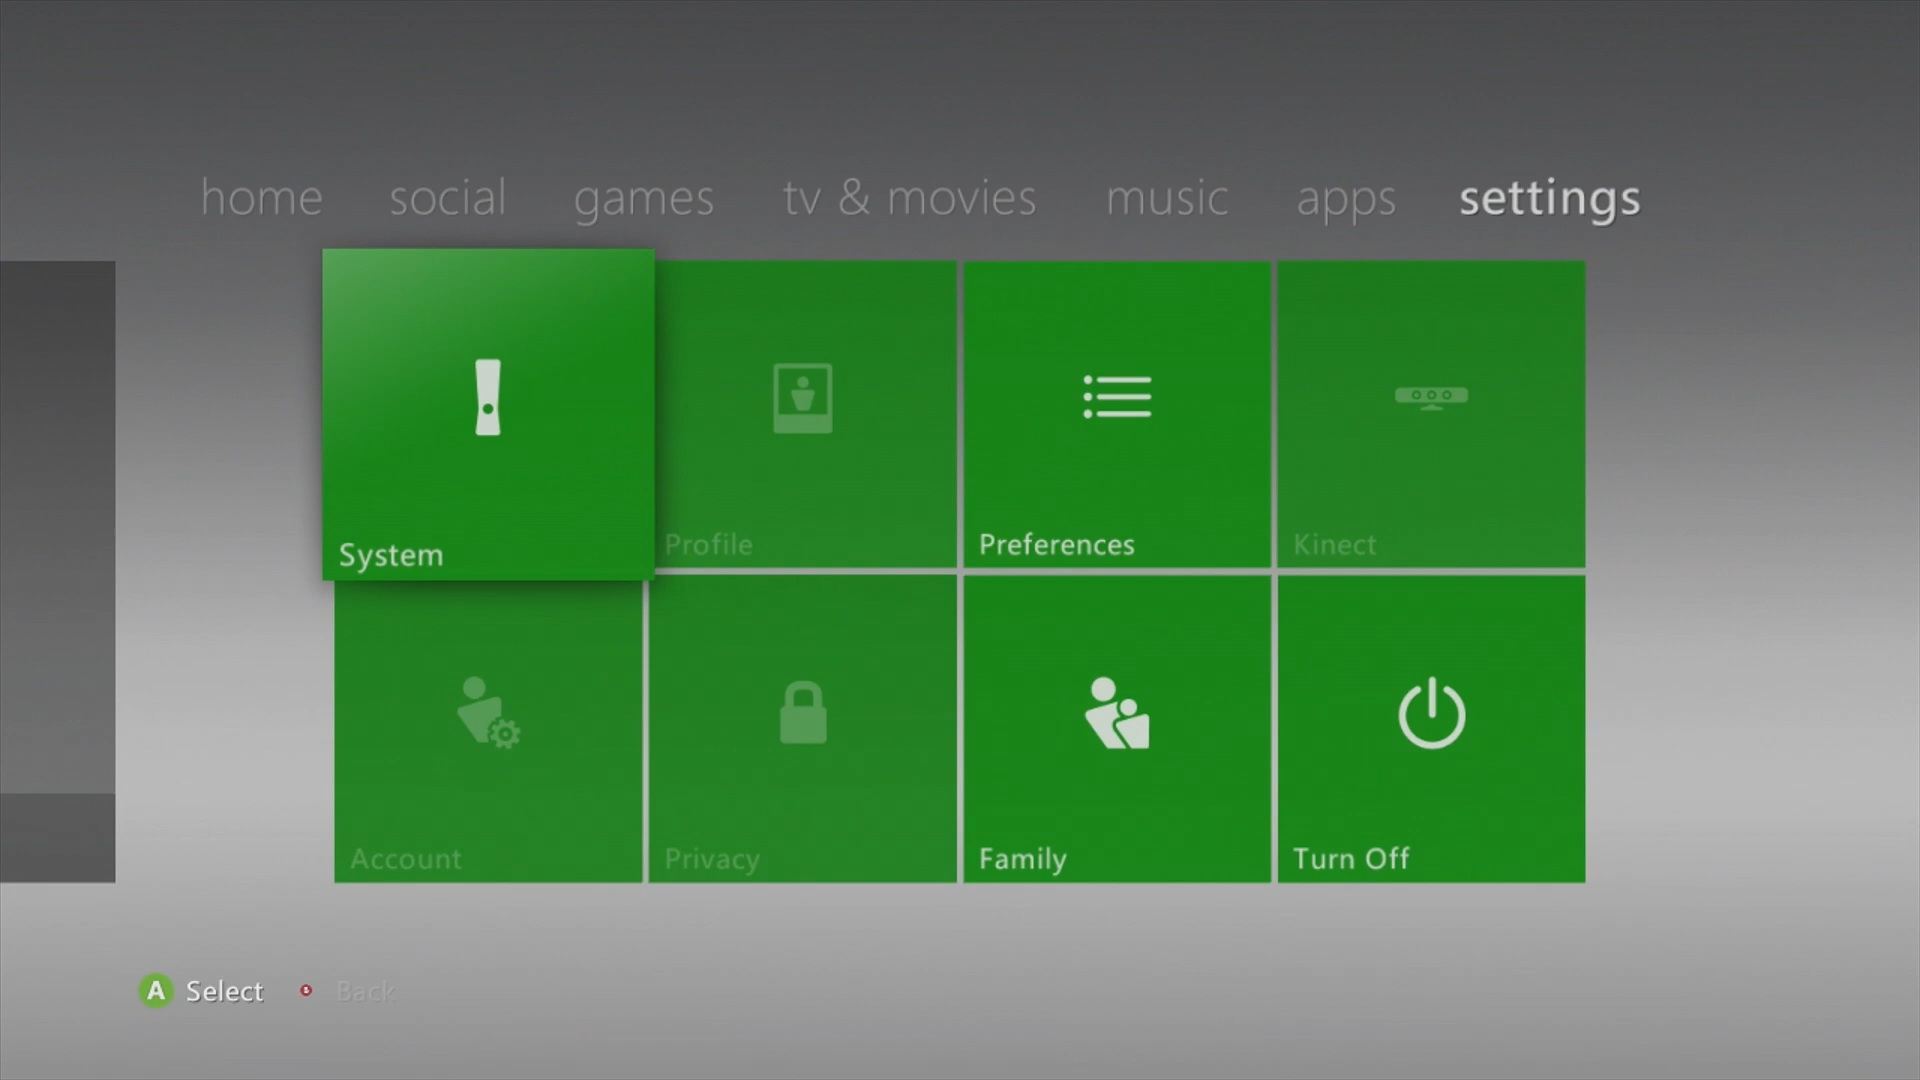 home social games tv & movies music apps settings
System
Profile
Preferences
Kinect
Account
Privacy
Family
Turn Off
A Select Back